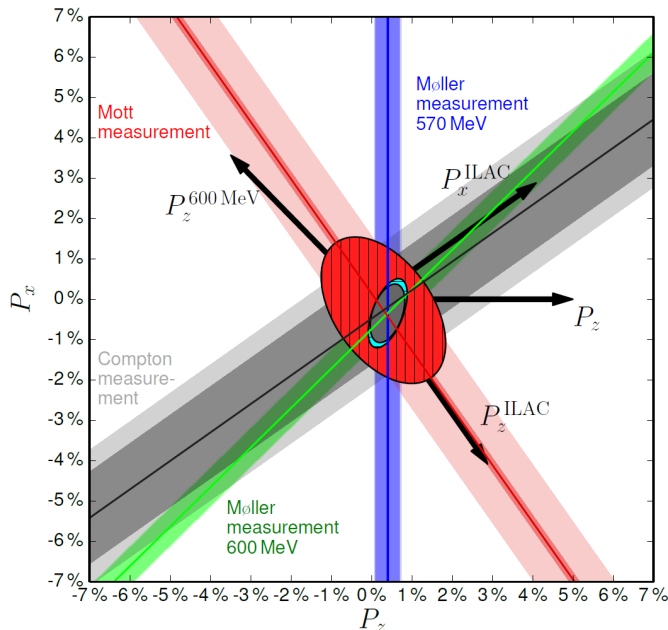 7 %
6 %
5 %
4 %
3 %
2 %
1 %
0 %
-1 %
-2 %
-3 %
-4 %
-5 %
-6 %
-7 %
P_x
Mott
measurement
Møller
measurement
570 MeV
P_x^ILAC
P_z^600 MeV
P_z
Compton
measure-
ment
P_z^ILAC
Møller
measurement
600 MeV
-7 % -6 % -5 % -4 % -3 % -2 % -1 % 0 % 1 % 2 % 3 % 4 % 5 % 6 % 7 %
P_z